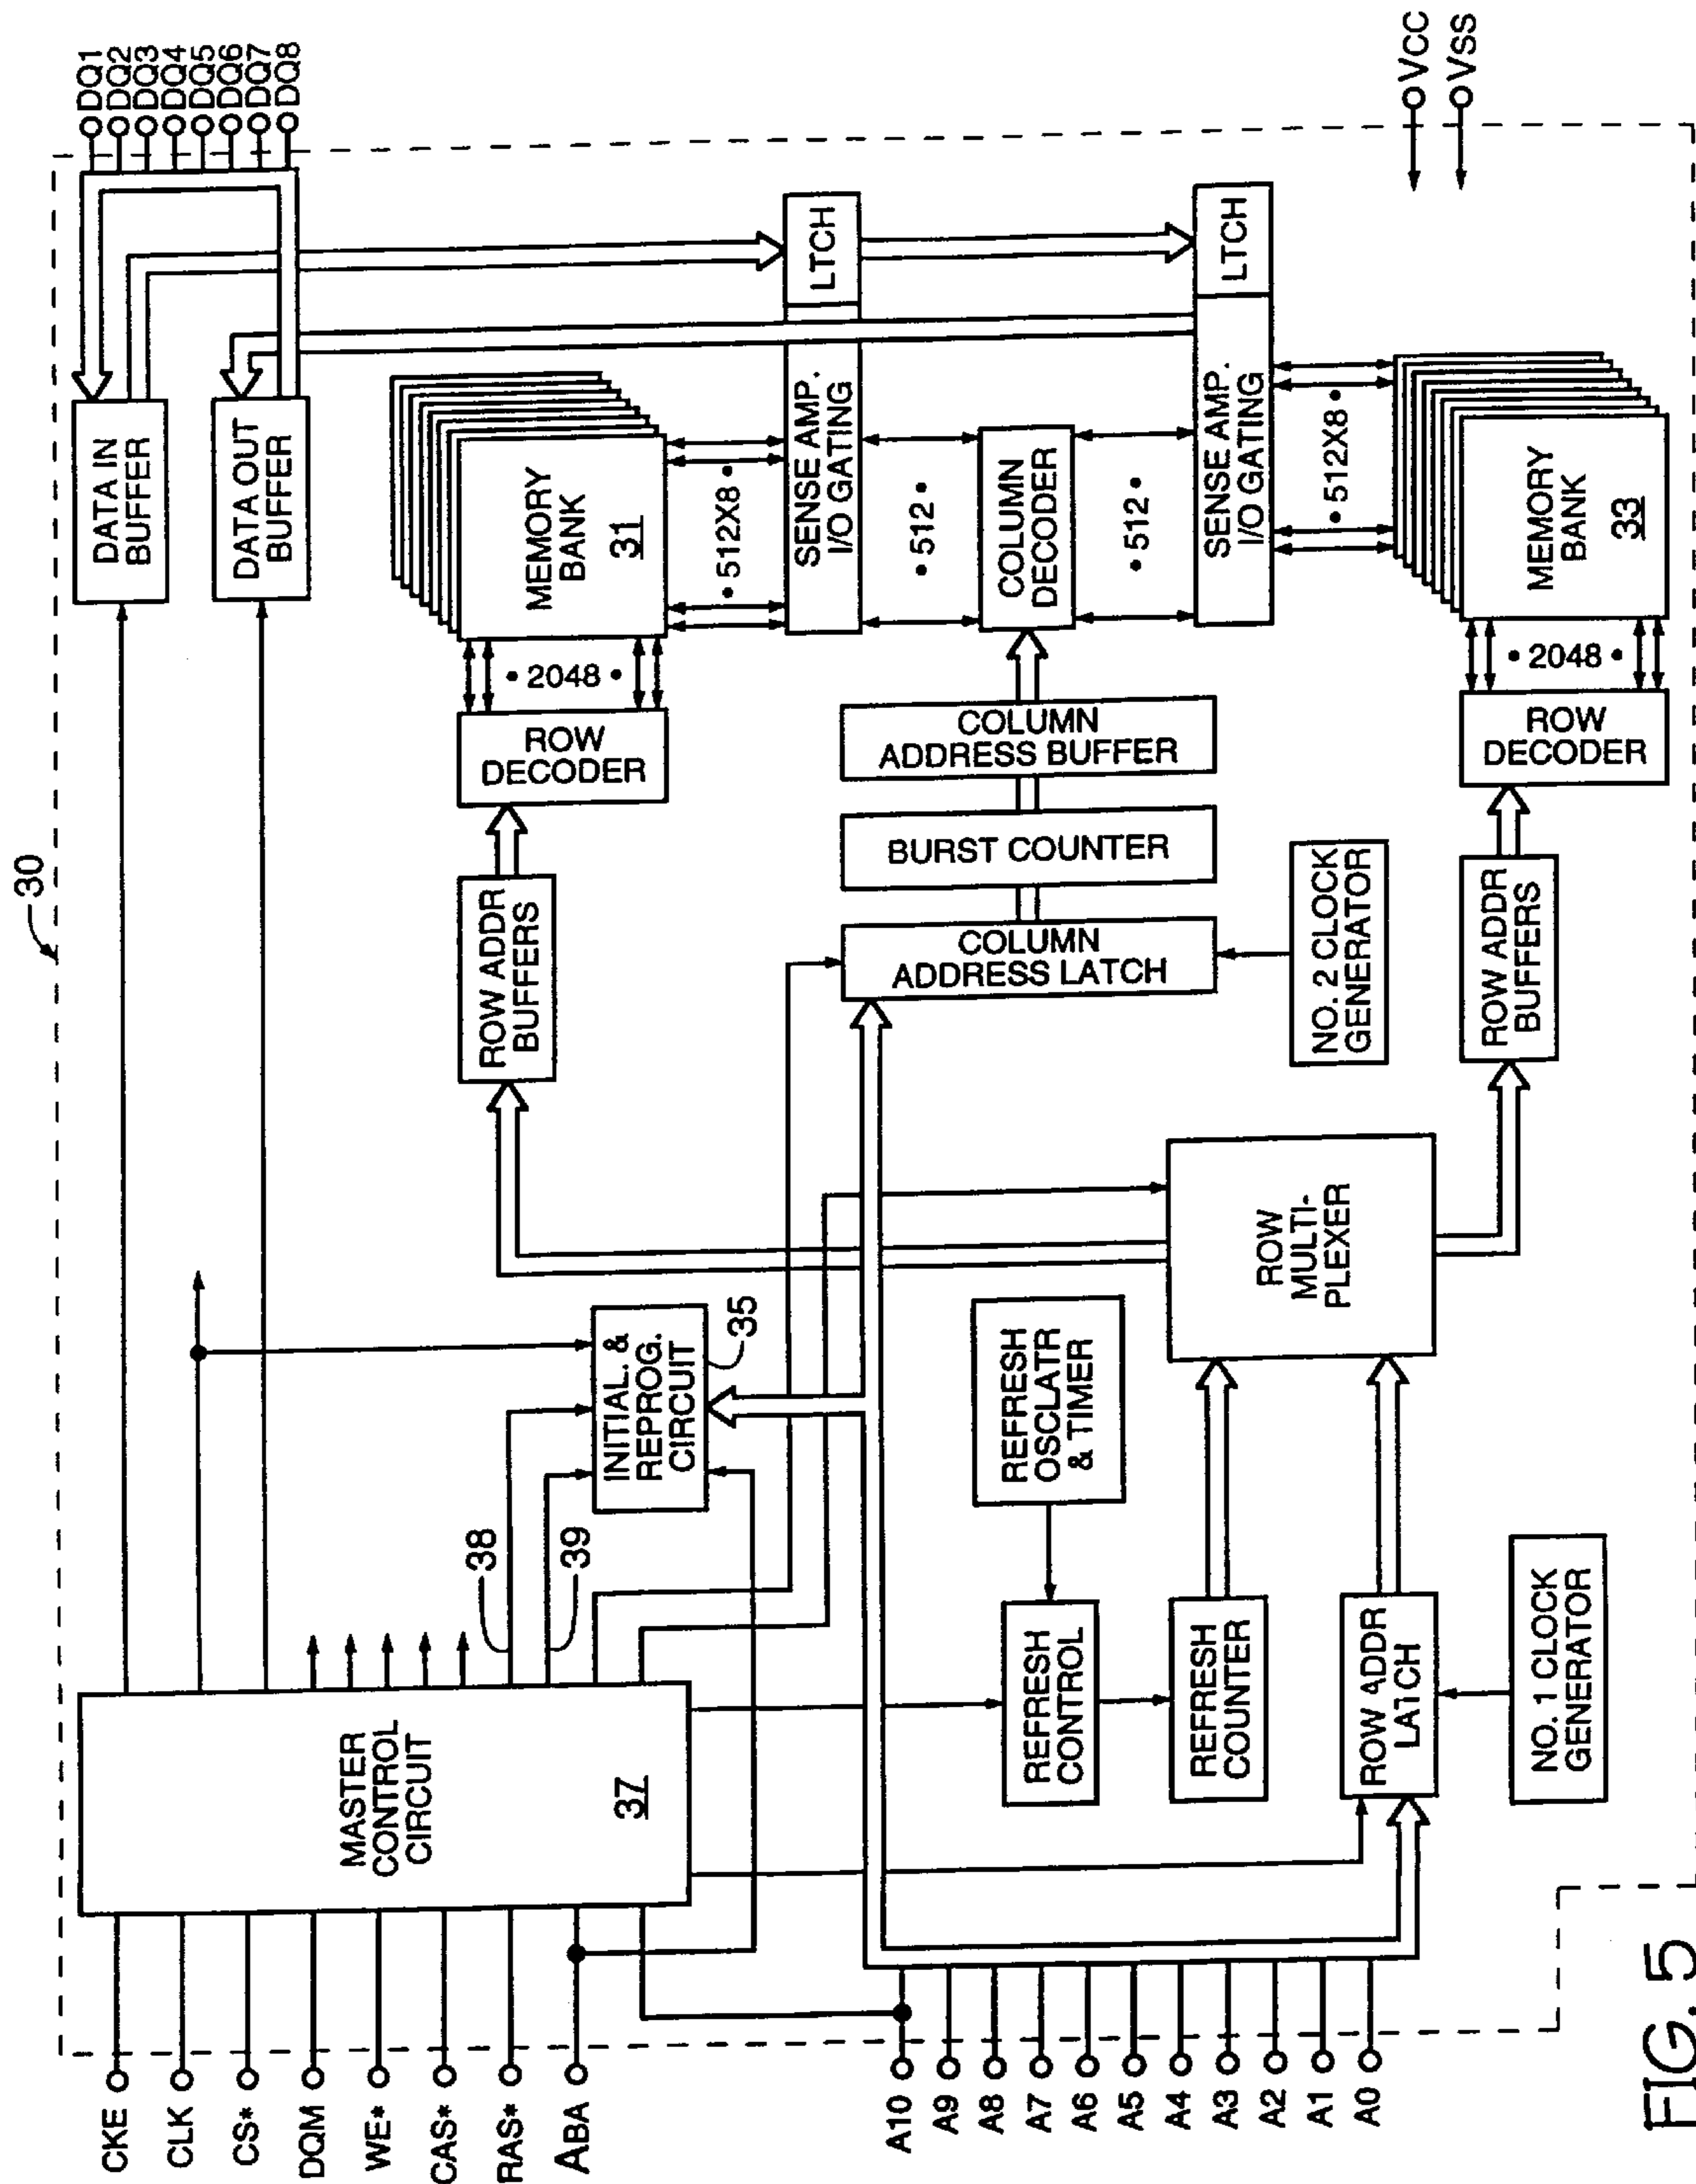 30
CKE
CLK
CS*
DQM
WE*
CAS*
RAS*
ABA
A10
A9
A8
A7
A6
A5
A4
A3
A2
A1
A0
MASTER
CONTROL
CIRCUIT
37
38
39
INITIAL. &
REPROG.
CIRCUIT
35
REFRESH
CONTROL
REFRESH
OSCLATR
& TIMER
REFRESH
COUNTER
ROW ADDR
LATCH
NO. 1 CLOCK
GENERATOR
ROW
MULTI-
PLEXER
ROW ADDR
BUFFERS
COLUMN
ADDRESS LATCH
BURST COUNTER
COLUMN
ADDRESS BUFFER
NO. 2 CLOCK
GENERATOR
ROW ADDR
BUFFERS
ROW
DECODER
• 2048 •
MEMORY
BANK
31
• 512X8 •
SENSE AMP.
I/O GATING
LTCH
• 512 •
COLUMN
DECODER
• 512 •
SENSE AMP.
I/O GATING
LTCH
• 512X8 •
ROW
DECODER
• 2048 •
MEMORY
BANK
33
DATA IN
BUFFER
DATA OUT
BUFFER
DQ1
DQ2
DQ3
DQ4
DQ5
DQ6
DQ7
DQ8
VCC
VSS
FIG. 5